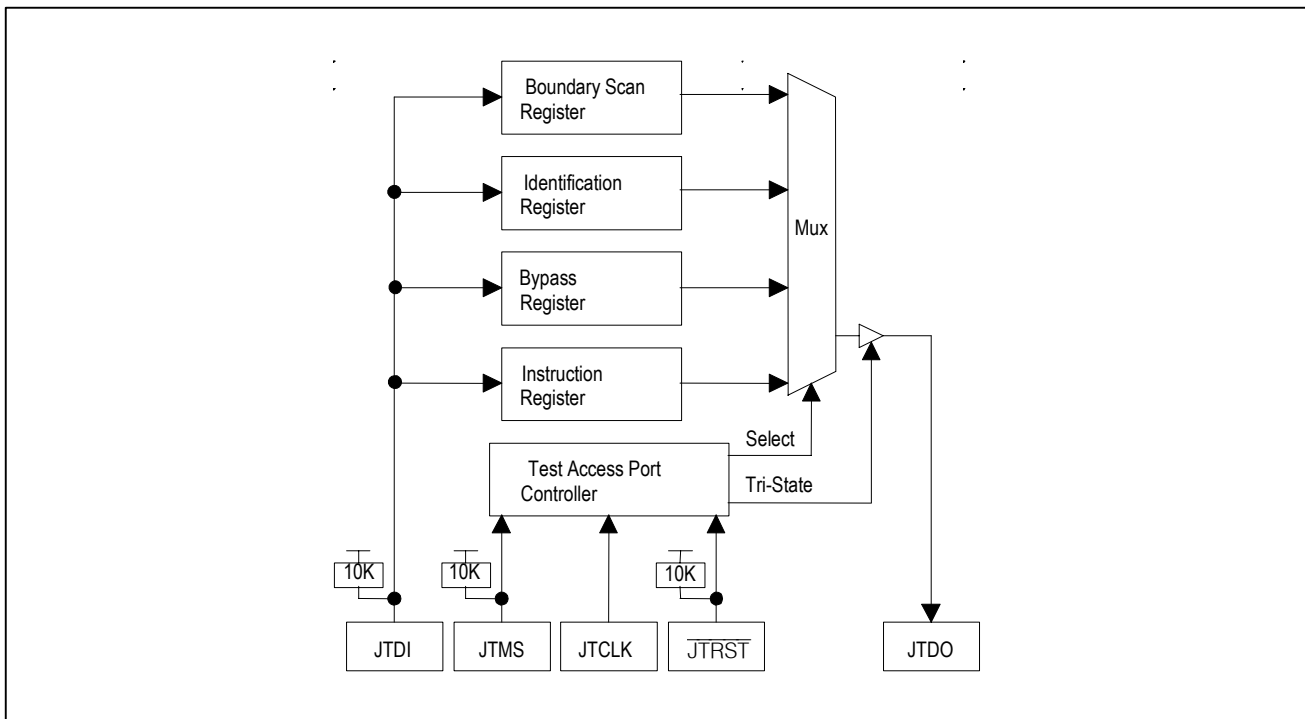 Boundary Scan
Register
Identification
Register
Mux
Bypass
Register
Instruction
Register
Select
Test Access Port
Controller
Tri-State
10K
10K
10K
JTDI
JTMS
JTCLK
J̅T̅R̅S̅T̅
JTDO